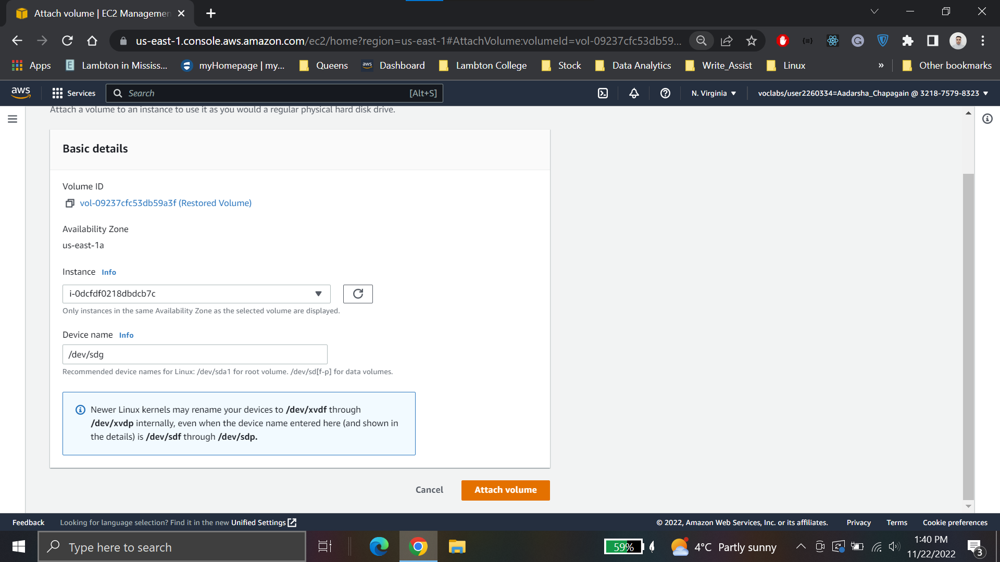 Attach volume | EC2 Managemen
us-east-1.console.aws.amazon.com/ec2/home?region=us-east-1#AttachVolume:volumeId=vol-09237cfc53db59...
Apps
Lambton in Mississ...
myHomepage | my...
Queens
aws
Dashboard
Lambton College
Stock
Data Analytics
Write_Assist
Linux
»
Other bookmarks
aws
Services
Search
[Alt+S]
N. Virginia
voclabs/user2260334=Aadarsha_Chapagain @ 3218-7579-8323
Attach a volume to an instance to use it as you would a regular physical hard disk drive.
Basic details
Volume ID
vol-09237cfc53db59a3f (Restored Volume)
Availability Zone
us-east-1a
Instance Info
i-0dcfdf0218dbdcb7c
Only instances in the same Availability Zone as the selected volume are displayed.
Device name Info
/dev/sdg
Recommended device names for Linux: /dev/sda1 for root volume. /dev/sd[f-p] for data volumes.
Newer Linux kernels may rename your devices to /dev/xvdf through
/dev/xvdp internally, even when the device name entered here (and shown in
the details) is /dev/sdf through /dev/sdp.
Cancel
Attach volume
Feedback
Looking for language selection? Find it in the new Unified Settings
© 2022, Amazon Web Services, Inc. or its affiliates.
Privacy
Terms
Cookie preferences
Type here to search
59%
4°C Partly sunny
1:40 PM
11/22/2022
3